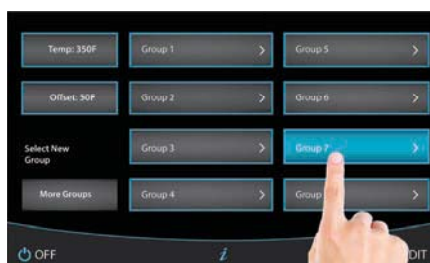 Temp: 350F
Group 1
Group 5
Offset: 50F
Group 2
Group 6
Select New
Group
Group 3
Group 7
More Groups
Group 4
Group
OFF
i
DIT